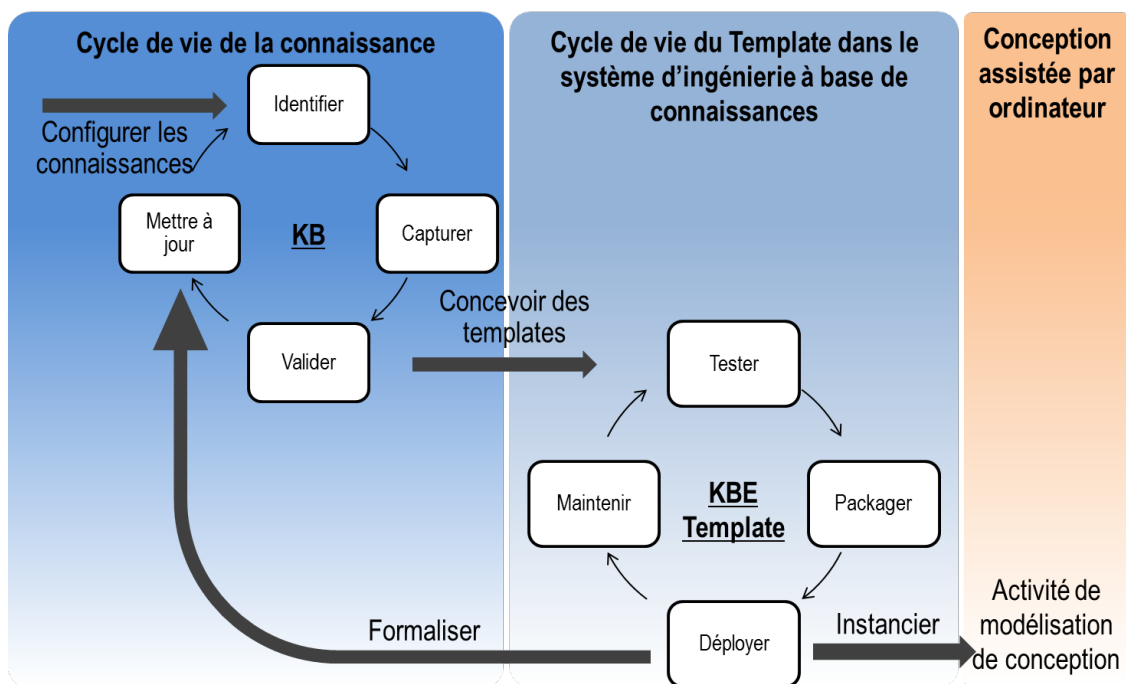 Cycle de vie de la connaissance
Identifier
Configurer les
connaissances
Mettre à
jour
KB
Capturer
Valider
Cycle de vie du Template dans le
système d'ingénierie à base de
connaissances
Concevoir des
templates
Tester
Maintenir
KBE
Template
Packager
Déployer
Formaliser
Instancier
Conception
assistée par
ordinateur
Activité de
modélisation
de conception